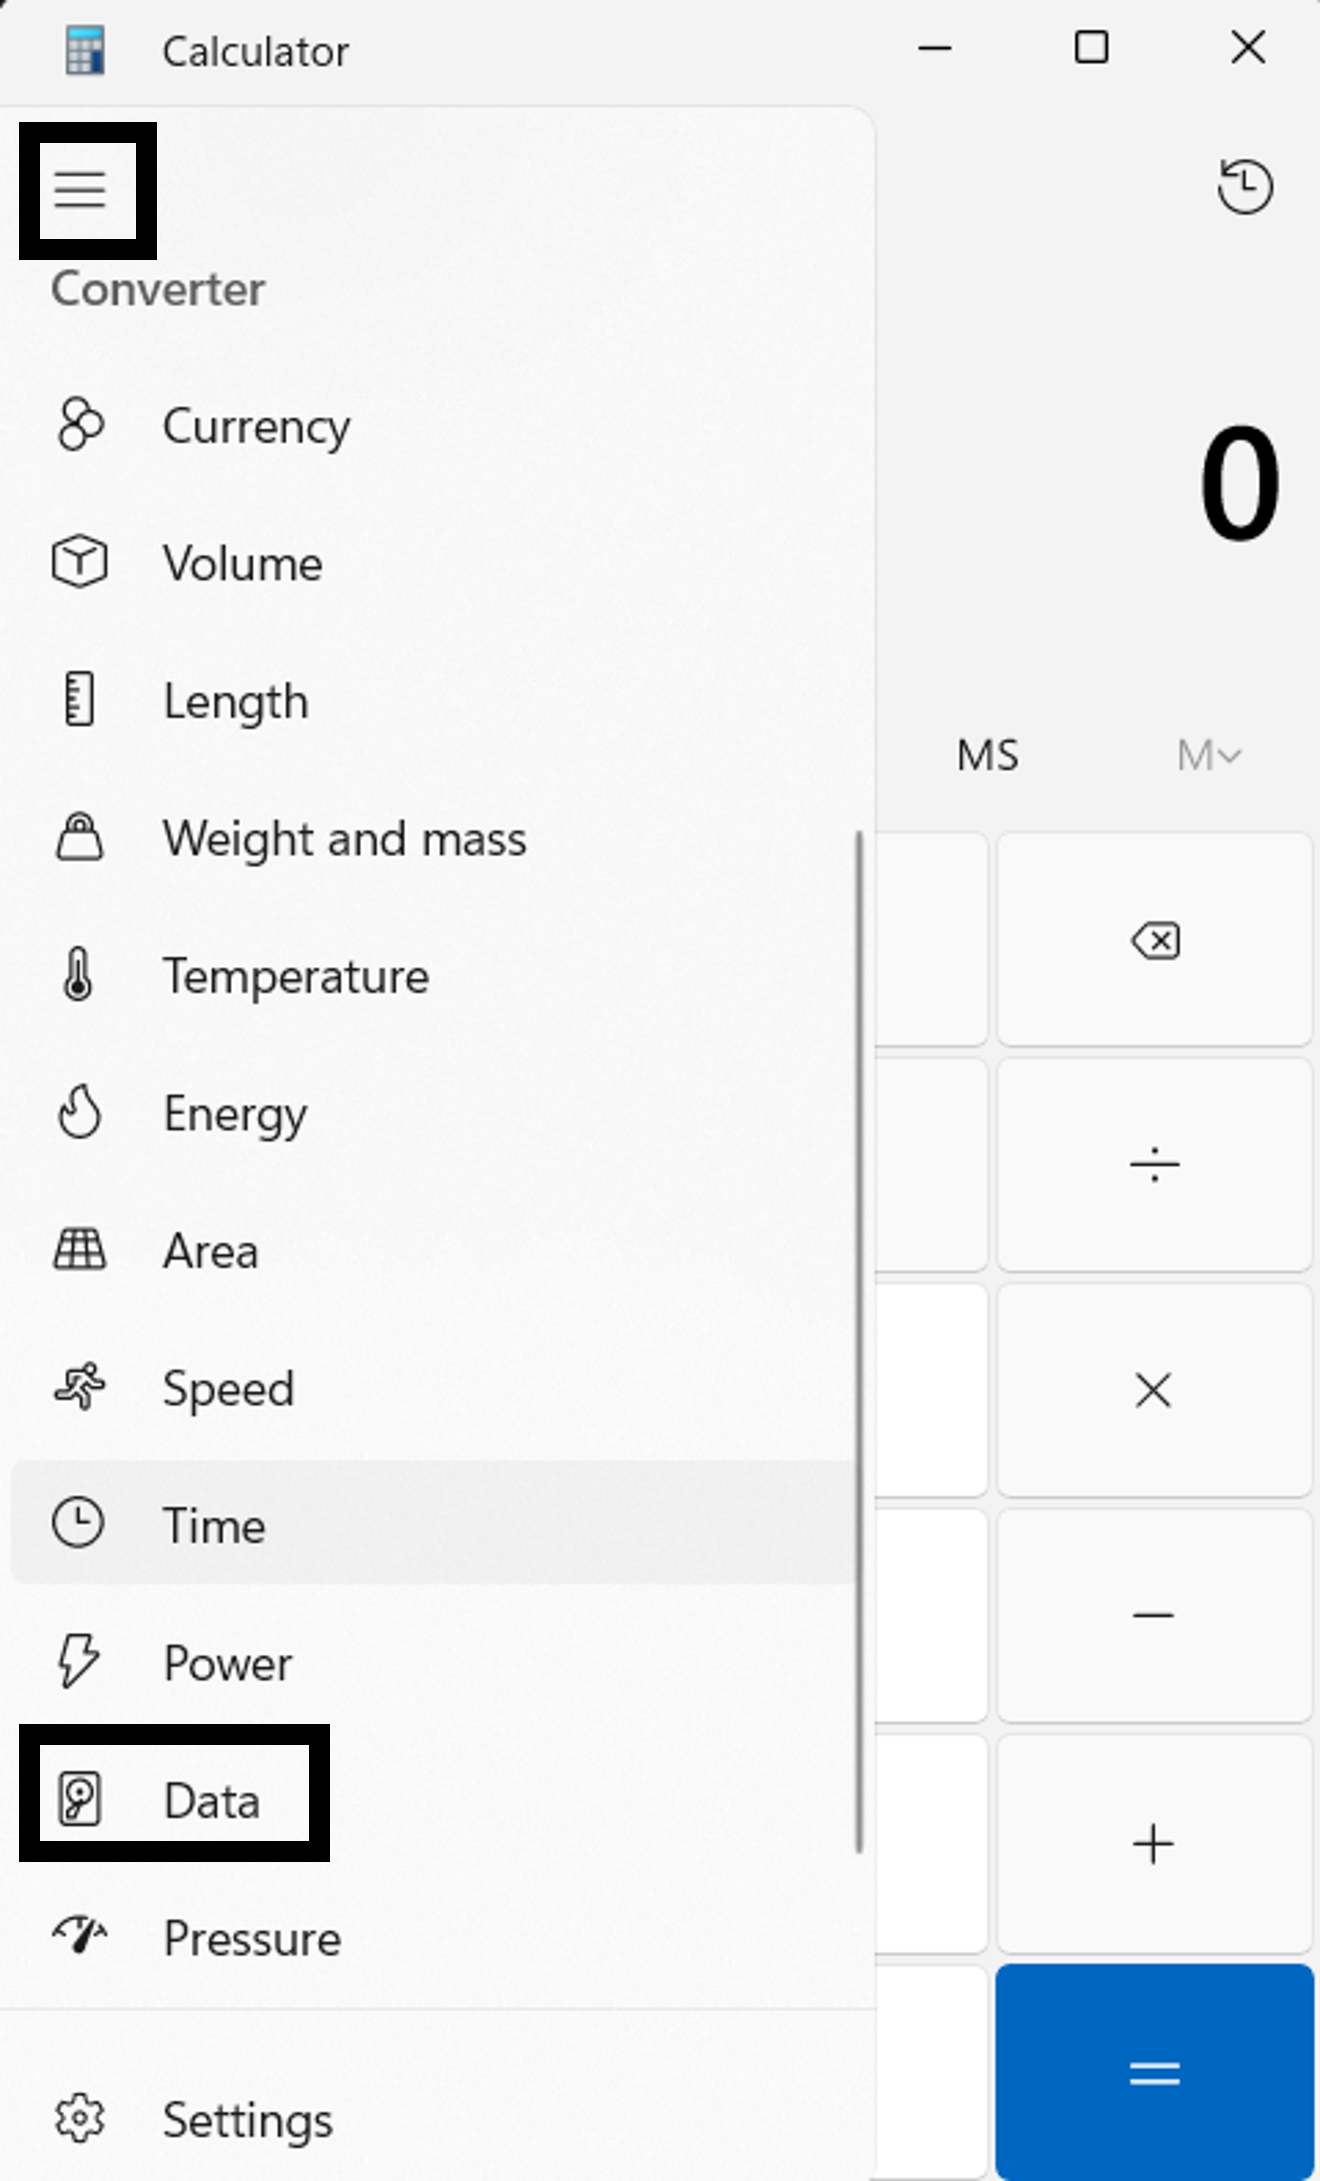 Calculator
Converter
Currency
Volume
Length
Weight and mass
Temperature
Energy
Area
Speed
Time
Power
Data
Pressure
Settings
0
MS
M
÷
×
−
+
=